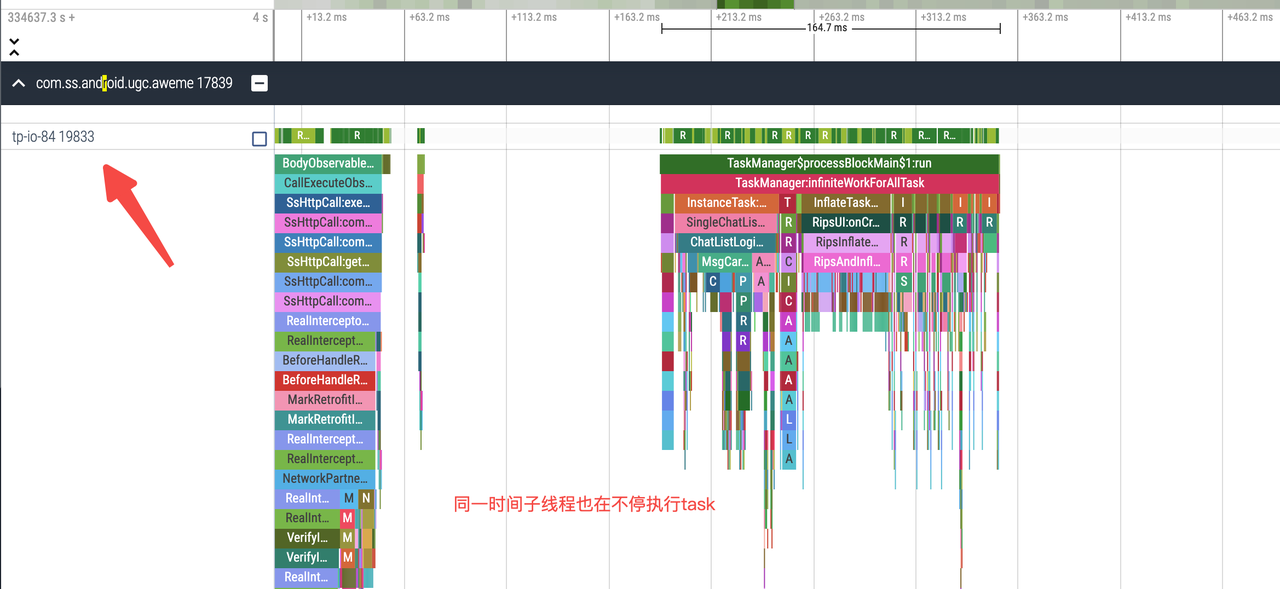 334637.3 s +
4 s
+13.2 ms
+63.2 ms
+113.2 ms
+163.2 ms
+213.2 ms
+263.2 ms
+313.2 ms
+363.2 ms
+413.2 ms
+463.2 ms
164.7 ms
com.ss.android.ugc.aweme 17839
tp-io-84 19833
R... R R R R R R R R R... R...
BodyObservable... TaskManager$processBlockMain$1:run
CallExecuteObs... TaskManager:infiniteWorkForAllTask
SsHttpCall:exe... InstanceTask:... T InflateTask... I I I
SsHttpCall:com... SingleChatLis... R RipsUI:onCr... R R R
SsHttpCall:com... ChatListLogi... R RipsInflate... R
SsHttpCall:get... MsgCar... A... C RipsAndInfl... R
SsHttpCall:com... C P A I S
SsHttpCall:com... P C
RealIntercepto... R A
RealIntercept... R A
BeforeHandleR... A
BeforeHandleR... A
MarkRetrofitI... A
MarkRetrofitI... L
RealIntercept... L
RealIntercept... A
NetworkPartne...
RealInt... M N
RealInt... M
VerifyI... M
VerifyI... M
RealInt...
同一时间子线程也在不停执行task